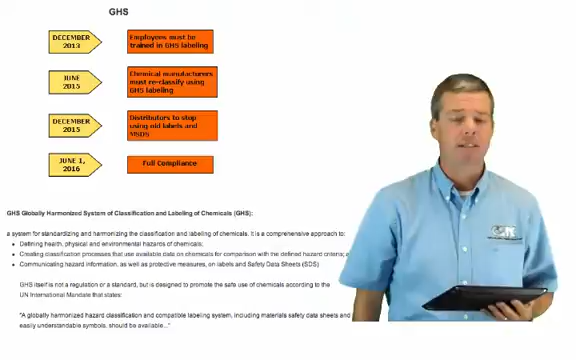 GHS
DECEMBER
2013
Employees must be
trained in GHS labeling
JUNE
2015
Chemical manufacturers
must re-classify using
GHS labeling
DECEMBER
2015
Distributors to stop
using old labels and
MSDS
JUNE 1,
2016
Full Compliance
GHS Globally Harmonized System of Classification and Labeling of Chemicals (GHS):
a system for standardizing and harmonizing the classification and labeling of chemicals. It is a comprehensive approach to:
• Defining health, physical and environmental hazards of chemicals;
• Creating classification processes that use available data on chemicals for comparison with the defined hazard criteria; a
• Communicating hazard information, as well as protective measures, on labels and Safety Data Sheets (SDS)
GHS itself is not a regulation or a standard, but is designed to promote the safe use of chemicals according to the
UN International Mandate that states:
"A globally harmonized hazard classification and compatible labeling system, including materials safety data sheets and
easily understandable symbols, should be available..."